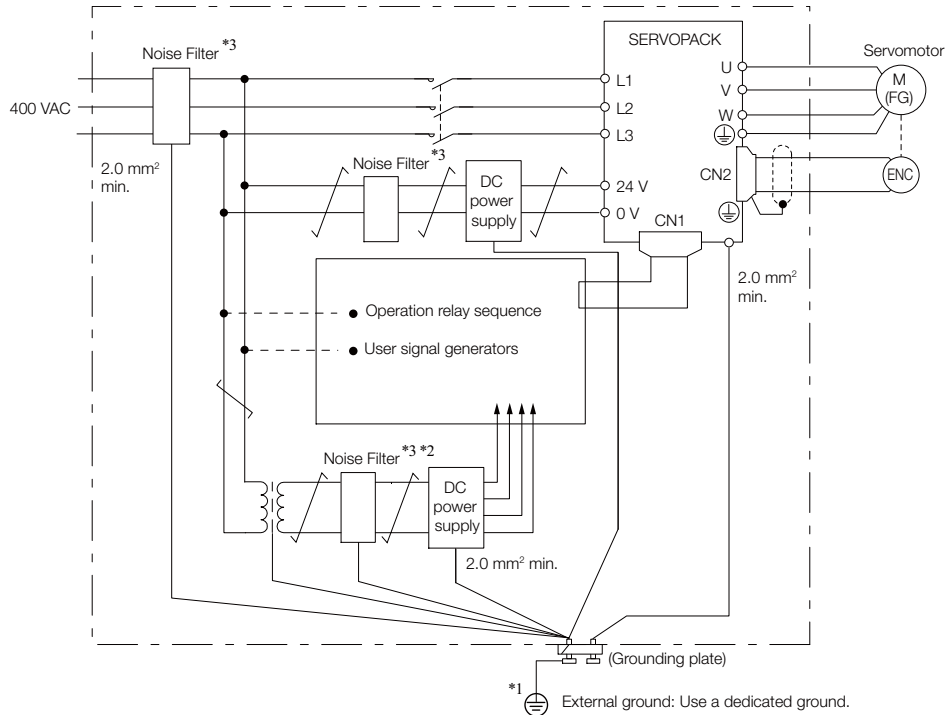 SERVOPACK
Noise Filter *3
Servomotor
U
M
(FG)
L1
V
400 VAC
L2
W
L3
2.0 mm²
min.
Noise Filter *3
DC
power
supply
CN2
ENC
24 V
0 V
CN1
2.0 mm²
min.
Operation relay sequence
User signal generators
Noise Filter *3 *2
DC
power
supply
2.0 mm² min.
(Grounding plate)
*1
External ground: Use a dedicated ground.